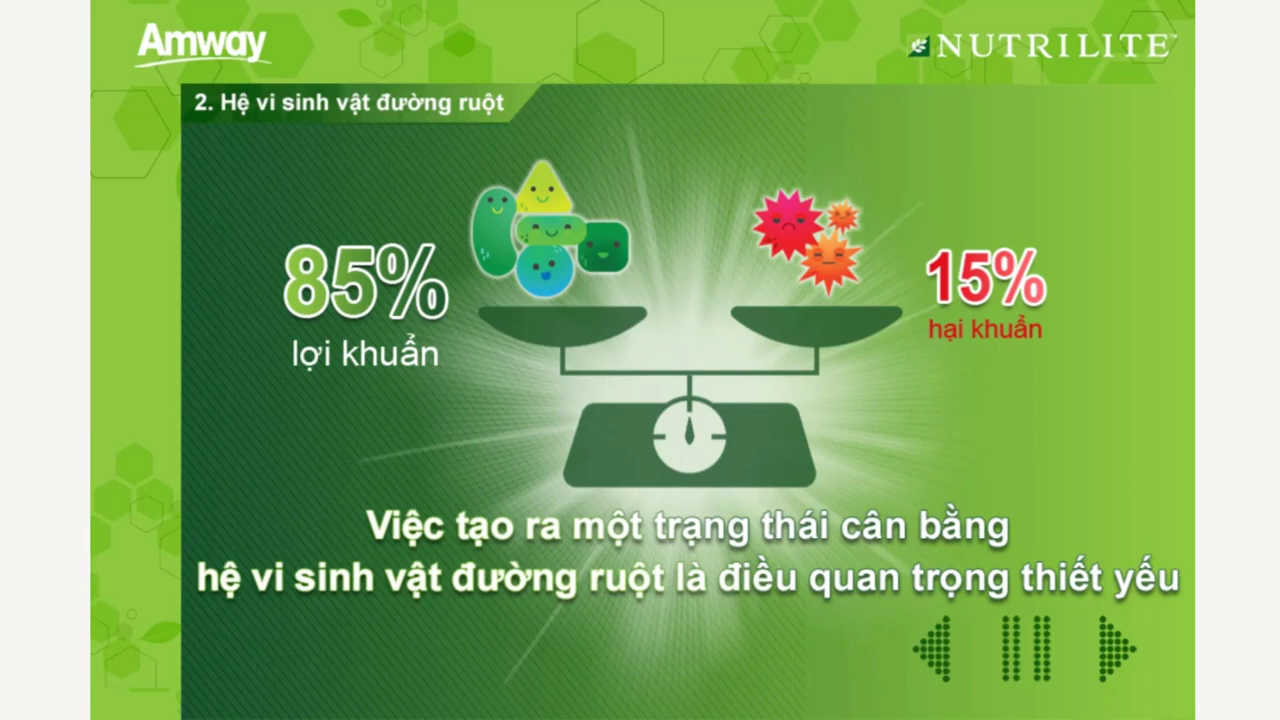 Amway
NUTRILITE™
2. Hệ vi sinh vật đường ruột
85%
lợi khuẩn
15%
hại khuẩn
Việc tạo ra một trạng thái cân bằng
hệ vi sinh vật đường ruột là điều quan trọng thiết yếu